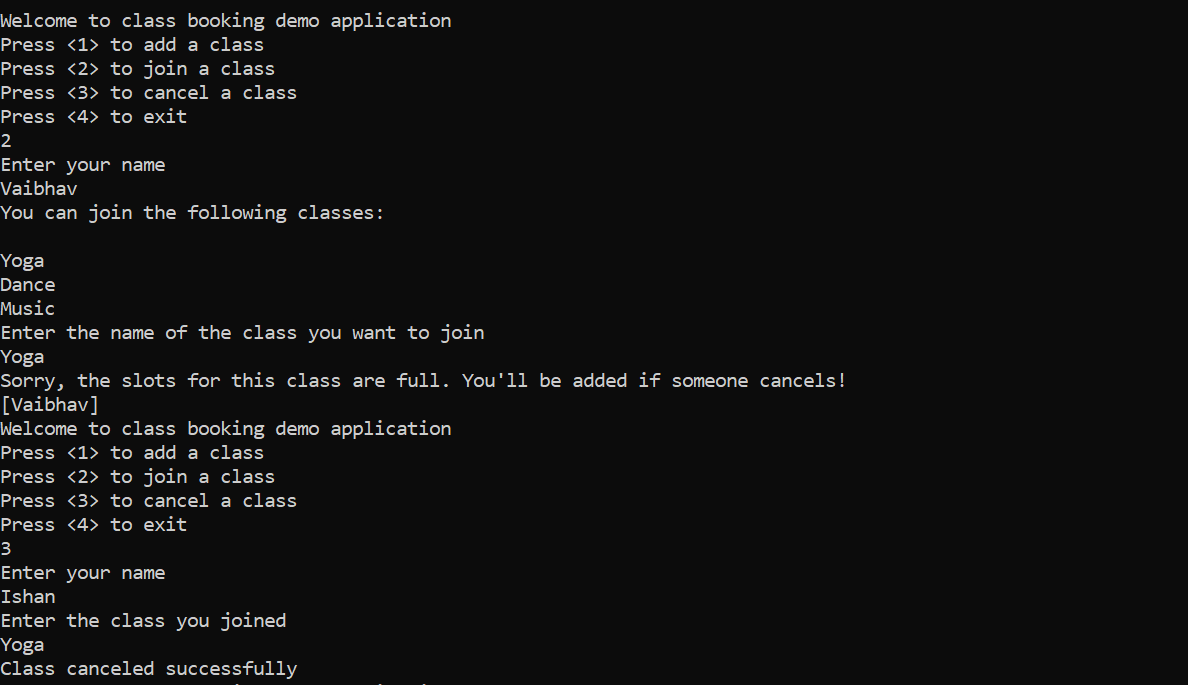 Welcome to class booking demo application
Press <1> to add a class
Press <2> to join a class
Press <3> to cancel a class
Press <4> to exit
2
Enter your name
Vaibhav
You can join the following classes:
Yoga
Dance
Music
Enter the name of the class you want to join
Yoga
Sorry, the slots for this class are full. You'll be added if someone cancels!
[Vaibhav]
Welcome to class booking demo application
Press <1> to add a class
Press <2> to join a class
Press <3> to cancel a class
Press <4> to exit
3
Enter your name
Ishan
Enter the class you joined
Yoga
Class canceled successfully